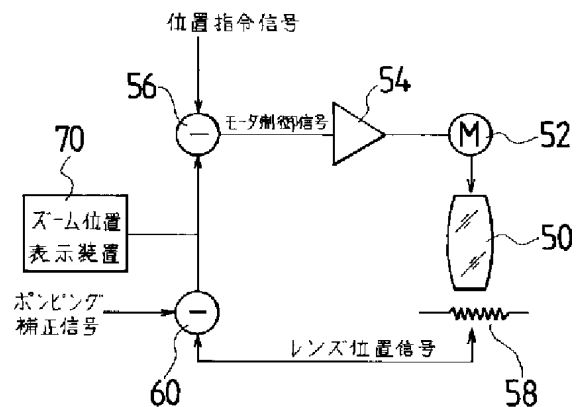 位置指令信号
56
54
モータ制御信号
M
52
70
ズーム位置
表示装置
50
ポンピング
補正信号
60
レンズ位置信号
58